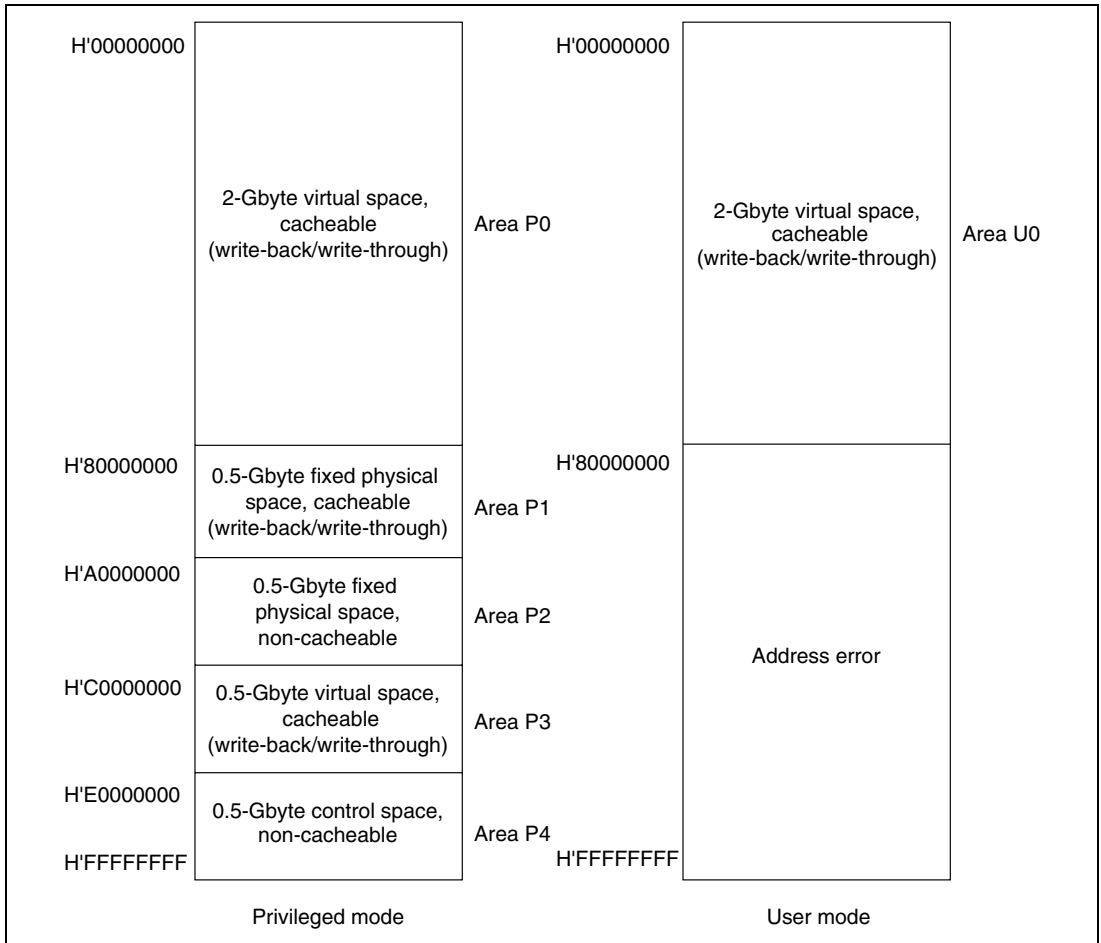 H'00000000
2-Gbyte virtual space,
cacheable
(write-back/write-through)
Area P0
H'80000000
0.5-Gbyte fixed physical
space, cacheable
(write-back/write-through)
Area P1
H'A0000000
0.5-Gbyte fixed
physical space,
non-cacheable
Area P2
H'C0000000
0.5-Gbyte virtual space,
cacheable
(write-back/write-through)
Area P3
H'E0000000
0.5-Gbyte control space,
non-cacheable
Area P4
H'FFFFFFFF
Privileged mode
H'00000000
2-Gbyte virtual space,
cacheable
(write-back/write-through)
Area U0
H'80000000
Address error
H'FFFFFFFF
User mode